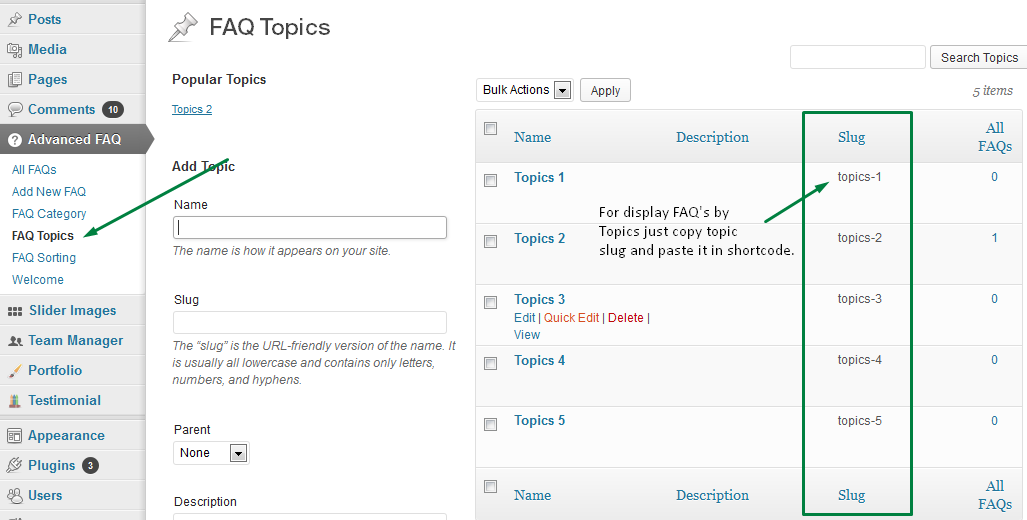 Posts
Media
Pages
Comments 10
Advanced FAQ
All FAQs
Add New FAQ
FAQ Category
FAQ Topics
FAQ Sorting
Welcome
Slider Images
Team Manager
Portfolio
Testimonial
Appearance
Plugins 3
Users
FAQ Topics
Search Topics
Popular Topics
Topics 2
Add Topic
Name
The name is how it appears on your site.
Slug
The “slug” is the URL-friendly version of the name. It
is usually all lowercase and contains only letters,
numbers, and hyphens.
Parent
None
Description
Bulk Actions Apply 5 items
Name Description Slug All
FAQs
Topics 1 topics-1 0
For display FAQ's by
Topics just copy topic
slug and paste it in shortcode.
Topics 2 topics-2 1
Topics 3 topics-3 0
Edit | Quick Edit | Delete |
View
Topics 4 topics-4 0
Topics 5 topics-5 0
Name Description Slug All
FAQs